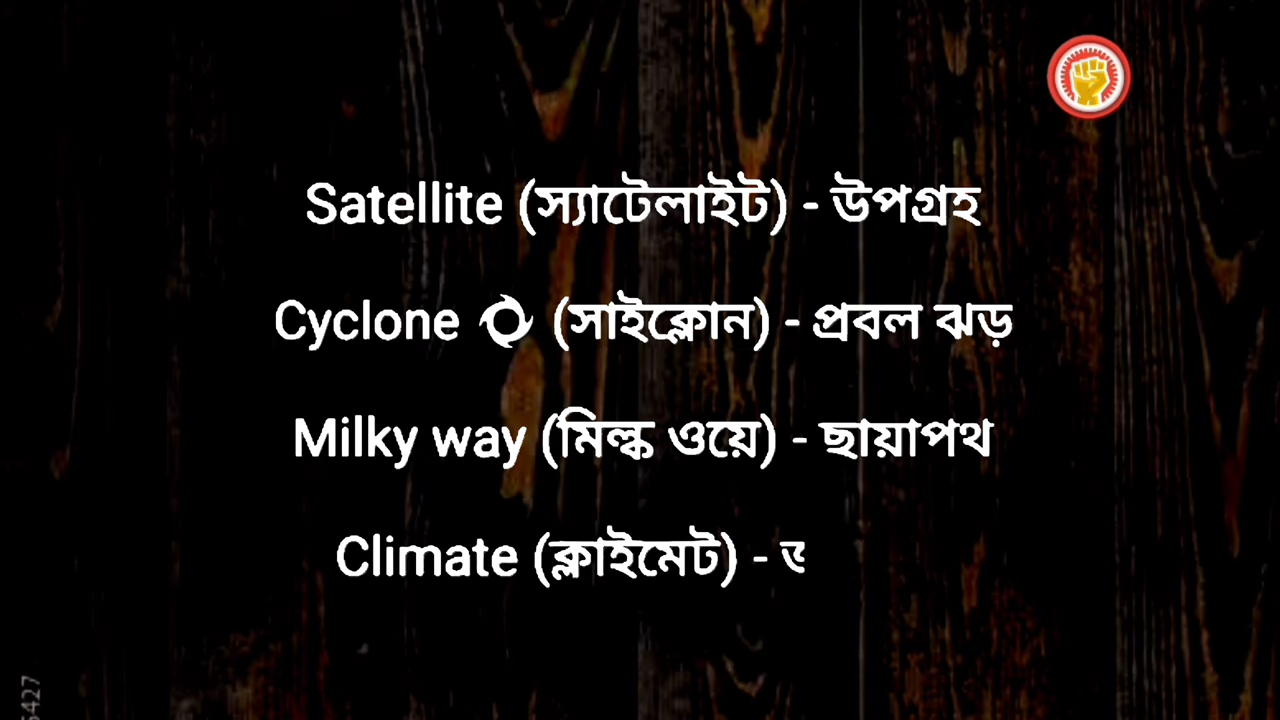 Satellite (স্যাটেলাইট) - উপগ্রহ
Cyclone (সাইক্লোন) - প্রবল ঝড়
Milky way (মিল্ক ওয়ে) - ছায়াপথ
Climate (ক্লাইমেট) -